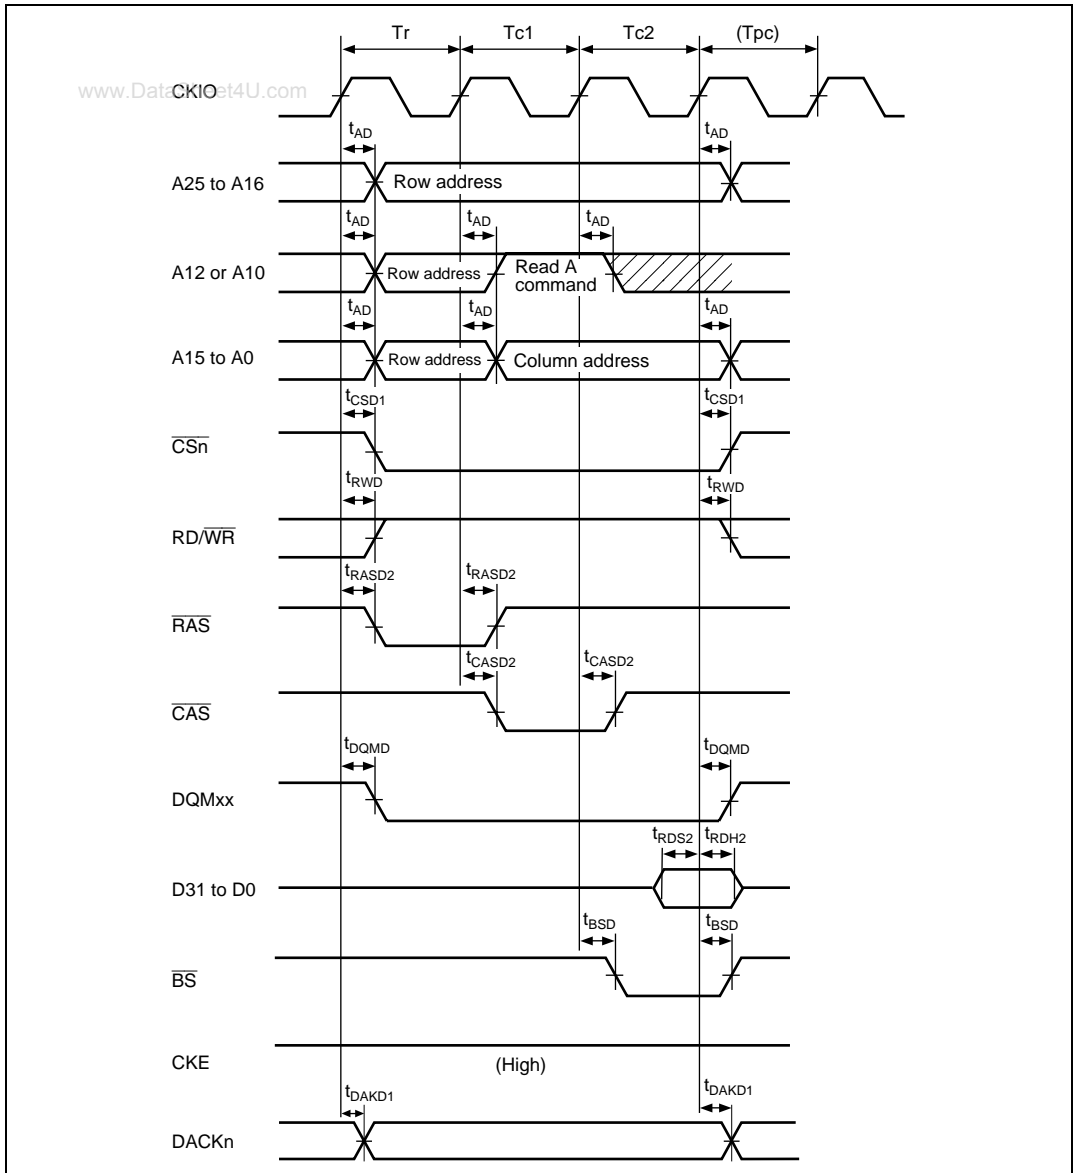 Tr Tc1 Tc2 (Tpc)
www.DataSheet4U.com
CKIO
tAD tAD
A25 to A16 Row address
tAD tAD tAD
A12 or A10 Row address Read A command
tAD tAD tAD
A15 to A0 Row address Column address
tCSD1 tCSD1
CSn
tRWD tRWD
RD/WR
tRASD2 tRASD2
RAS
tCASD2 tCASD2
CAS
tDQMD tDQMD
DQMxx
tRDS2 tRDH2
D31 to D0
tBSD tBSD
BS
CKE (High)
tDAKD1 tDAKD1
DACKn